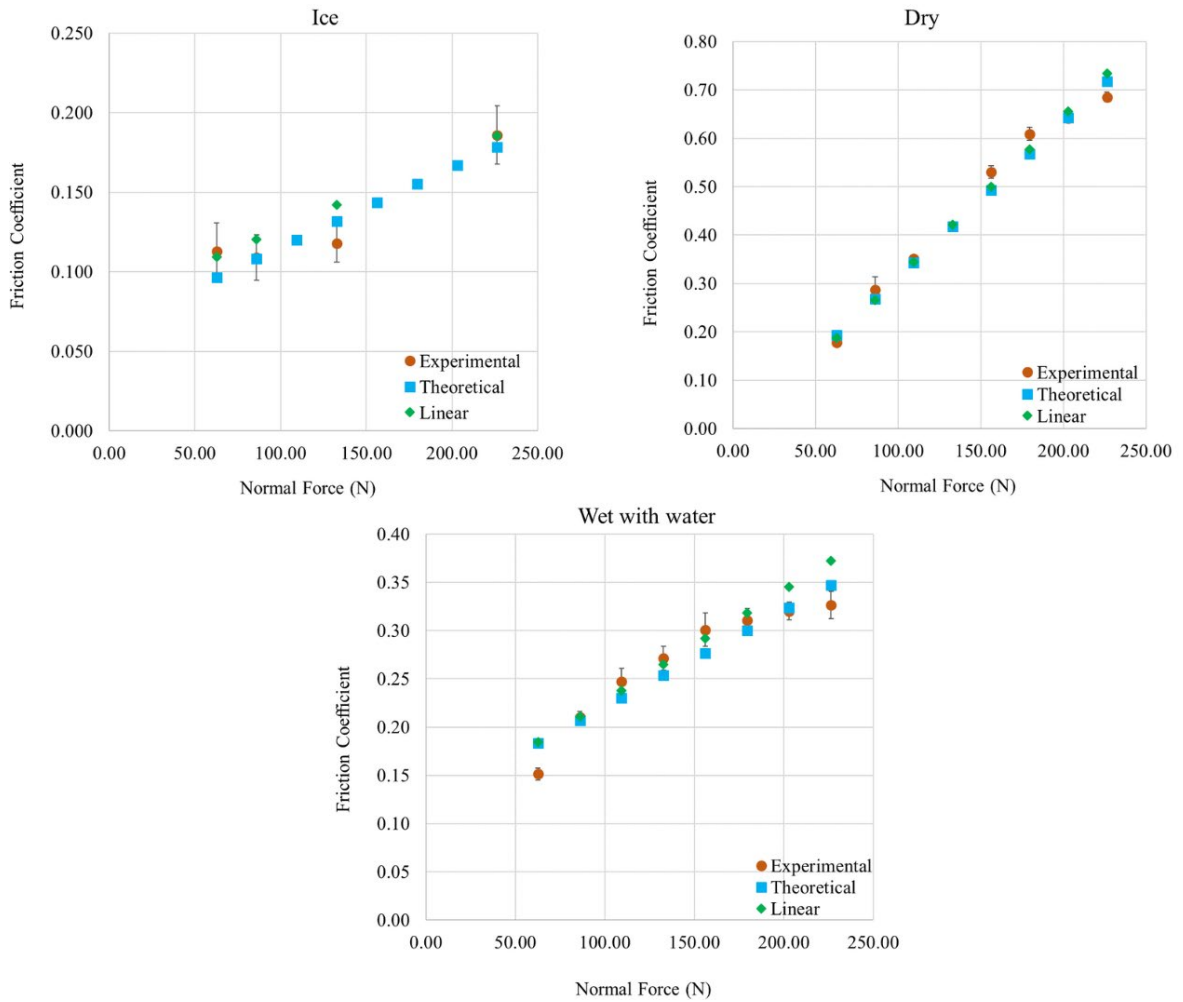 Ice
0.250
0.200
0.150
0.100
0.050
0.000
0.00 50.00 100.00 150.00 200.00 250.00
Friction Coefficient
Normal Force (N)
Experimental
Theoretical
Linear
Dry
0.80
0.70
0.60
0.50
0.40
0.30
0.20
0.10
0.00
0.00 50.00 100.00 150.00 200.00 250.00
Friction Coefficient
Normal Force (N)
Experimental
Theoretical
Linear
Wet with water
0.40
0.35
0.30
0.25
0.20
0.15
0.10
0.05
0.00
0.00 50.00 100.00 150.00 200.00 250.00
Friction Coefficient
Normal Force (N)
Experimental
Theoretical
Linear